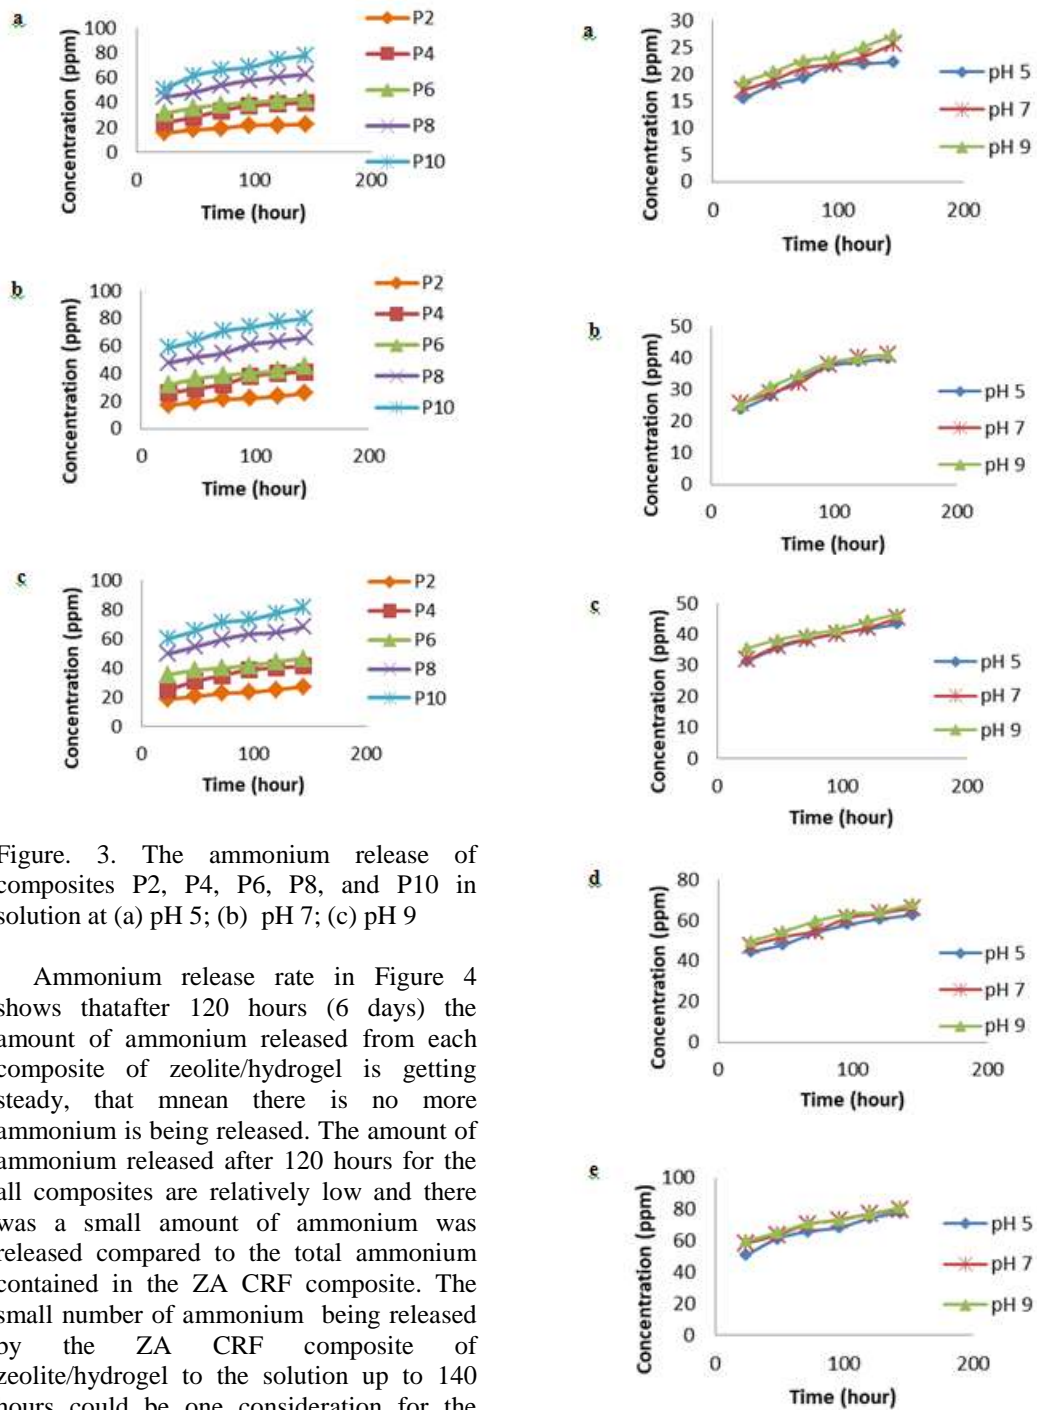 a
100
80
60
40
20
0
0
100
200
Concentration (ppm)
Time (hour)
P2
P4
P6
P8
P10
b
100
80
60
40
20
0
0
100
200
Concentration (ppm)
Time (hour)
P2
P4
P6
P8
P10
c
100
80
60
40
20
0
0
100
200
Concentration (ppm)
Time (hour)
P2
P4
P6
P8
P10
Figure. 3. The ammonium release of
composites P2, P4, P6, P8, and P10 in
solution at (a) pH 5; (b) pH 7; (c) pH 9
Ammonium release rate in Figure 4
shows thatafter 120 hours (6 days) the
amount of ammonium released from each
composite of zeolite/hydrogel is getting
steady, that mnean there is no more
ammonium is being released. The amount of
ammonium released after 120 hours for the
all composites are relatively low and there
was a small amount of ammonium was
released compared to the total ammonium
contained in the ZA CRF composite. The
small number of ammonium being released
by the ZA CRF composite of
zeolite/hydrogel to the solution up to 140
hours could be one consideration for the
a
30
25
20
15
10
5
0
0
100
200
Concentration (ppm)
Time (hour)
pH 5
pH 7
pH 9
b
50
40
30
20
10
0
0
100
200
Concentration (ppm)
Time (hour)
pH 5
pH 7
pH 9
c
50
40
30
20
10
0
0
100
200
Concentration (ppm)
Time (hour)
pH 5
pH 7
pH 9
d
80
60
40
20
0
0
100
200
Concentration (ppm)
Time (hour)
pH 5
pH 7
pH 9
e
100
80
60
40
20
0
0
100
200
Concentration (ppm)
Time (hour)
pH 5
pH 7
pH 9